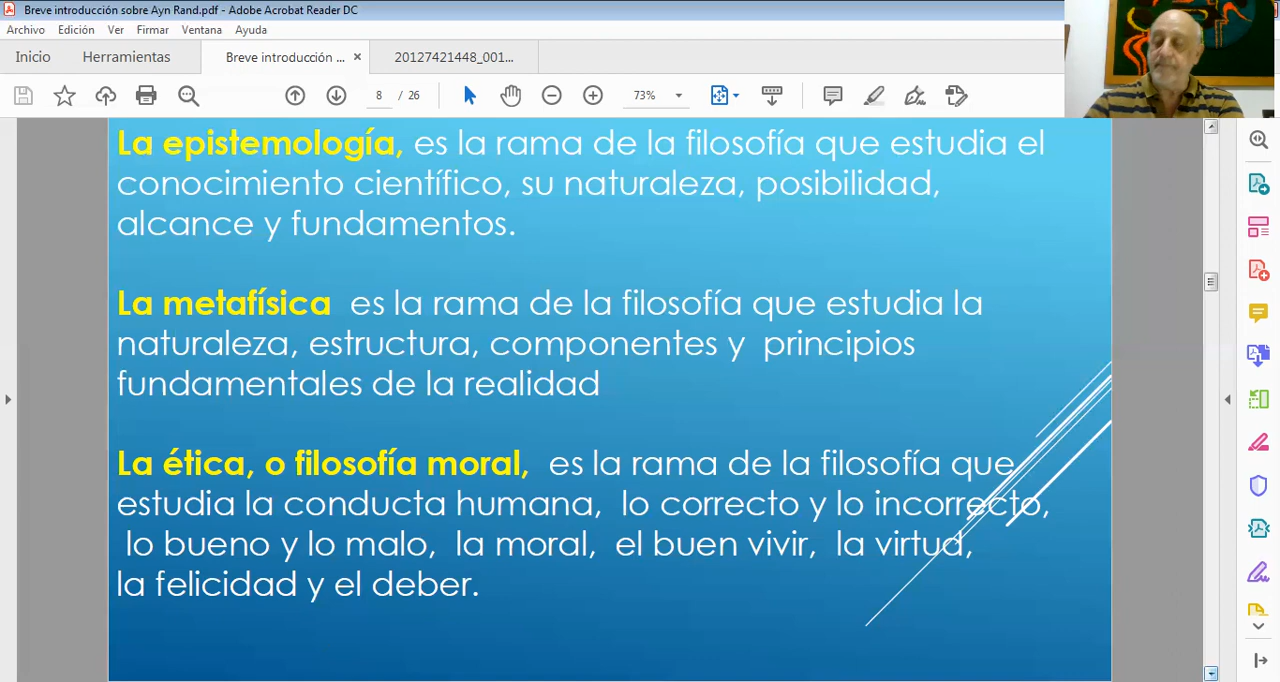 Breve introducción sobre Ayn Rand.pdf - Adobe Acrobat Reader DC
Archivo Edición Ver Firmar Ventana Ayuda
Inicio Herramientas Breve introducción ... × 20127421448_001...
8 / 26 73%
La epistemología, es la rama de la filosofía que estudia el
conocimiento científico, su naturaleza, posibilidad,
alcance y fundamentos.
La metafísica es la rama de la filosofía que estudia la
naturaleza, estructura, componentes y principios
fundamentales de la realidad
La ética, o filosofía moral, es la rama de la filosofía que
estudia la conducta humana, lo correcto y lo incorrecto,
lo bueno y lo malo, la moral, el buen vivir, la virtud,
la felicidad y el deber.